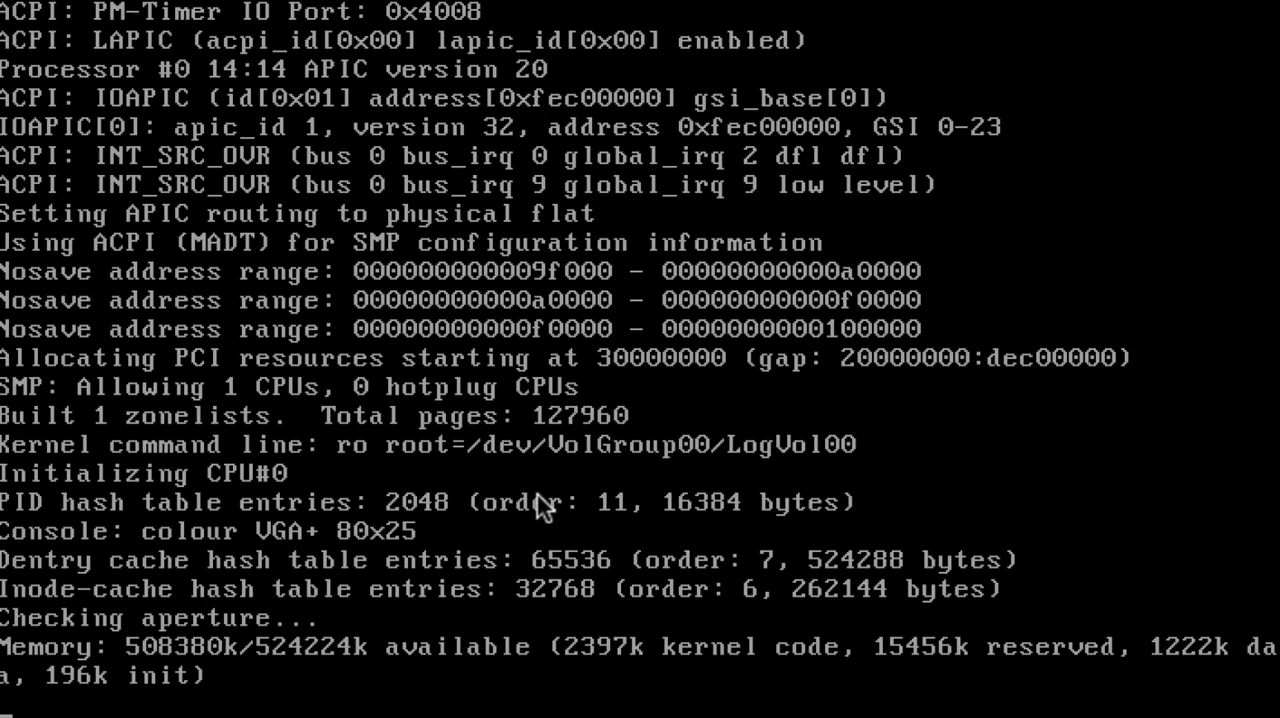 ACPI: PM-Timer IO Port: 0x4008
ACPI: LAPIC (acpi_id[0x00] lapic_id[0x00] enabled)
Processor #0 14:14 APIC version 20
ACPI: IOAPIC (id[0x01] address[0xfec00000] gsi_base[0])
IOAPIC[0]: apic_id 1, version 32, address 0xfec00000, GSI 0-23
ACPI: INT_SRC_OVR (bus 0 bus_irq 0 global_irq 2 dfl dfl)
ACPI: INT_SRC_OVR (bus 0 bus_irq 9 global_irq 9 low level)
Setting APIC routing to physical flat
Using ACPI (MADT) for SMP configuration information
Nosave address range: 000000000009f000 - 00000000000a0000
Nosave address range: 00000000000a0000 - 00000000000f0000
Nosave address range: 00000000000f0000 - 0000000000100000
Allocating PCI resources starting at 30000000 (gap: 20000000:dec00000)
SMP: Allowing 1 CPUs, 0 hotplug CPUs
Built 1 zonelists.  Total pages: 127960
Kernel command line: ro root=/dev/VolGroup00/LogVol00
Initializing CPU#0
PID hash table entries: 2048 (order: 11, 16384 bytes)
Console: colour VGA+ 80x25
Dentry cache hash table entries: 65536 (order: 7, 524288 bytes)
Inode-cache hash table entries: 32768 (order: 6, 262144 bytes)
Checking aperture...
Memory: 508380k/524224k available (2397k kernel code, 15456k reserved, 1222k da
a, 196k init)